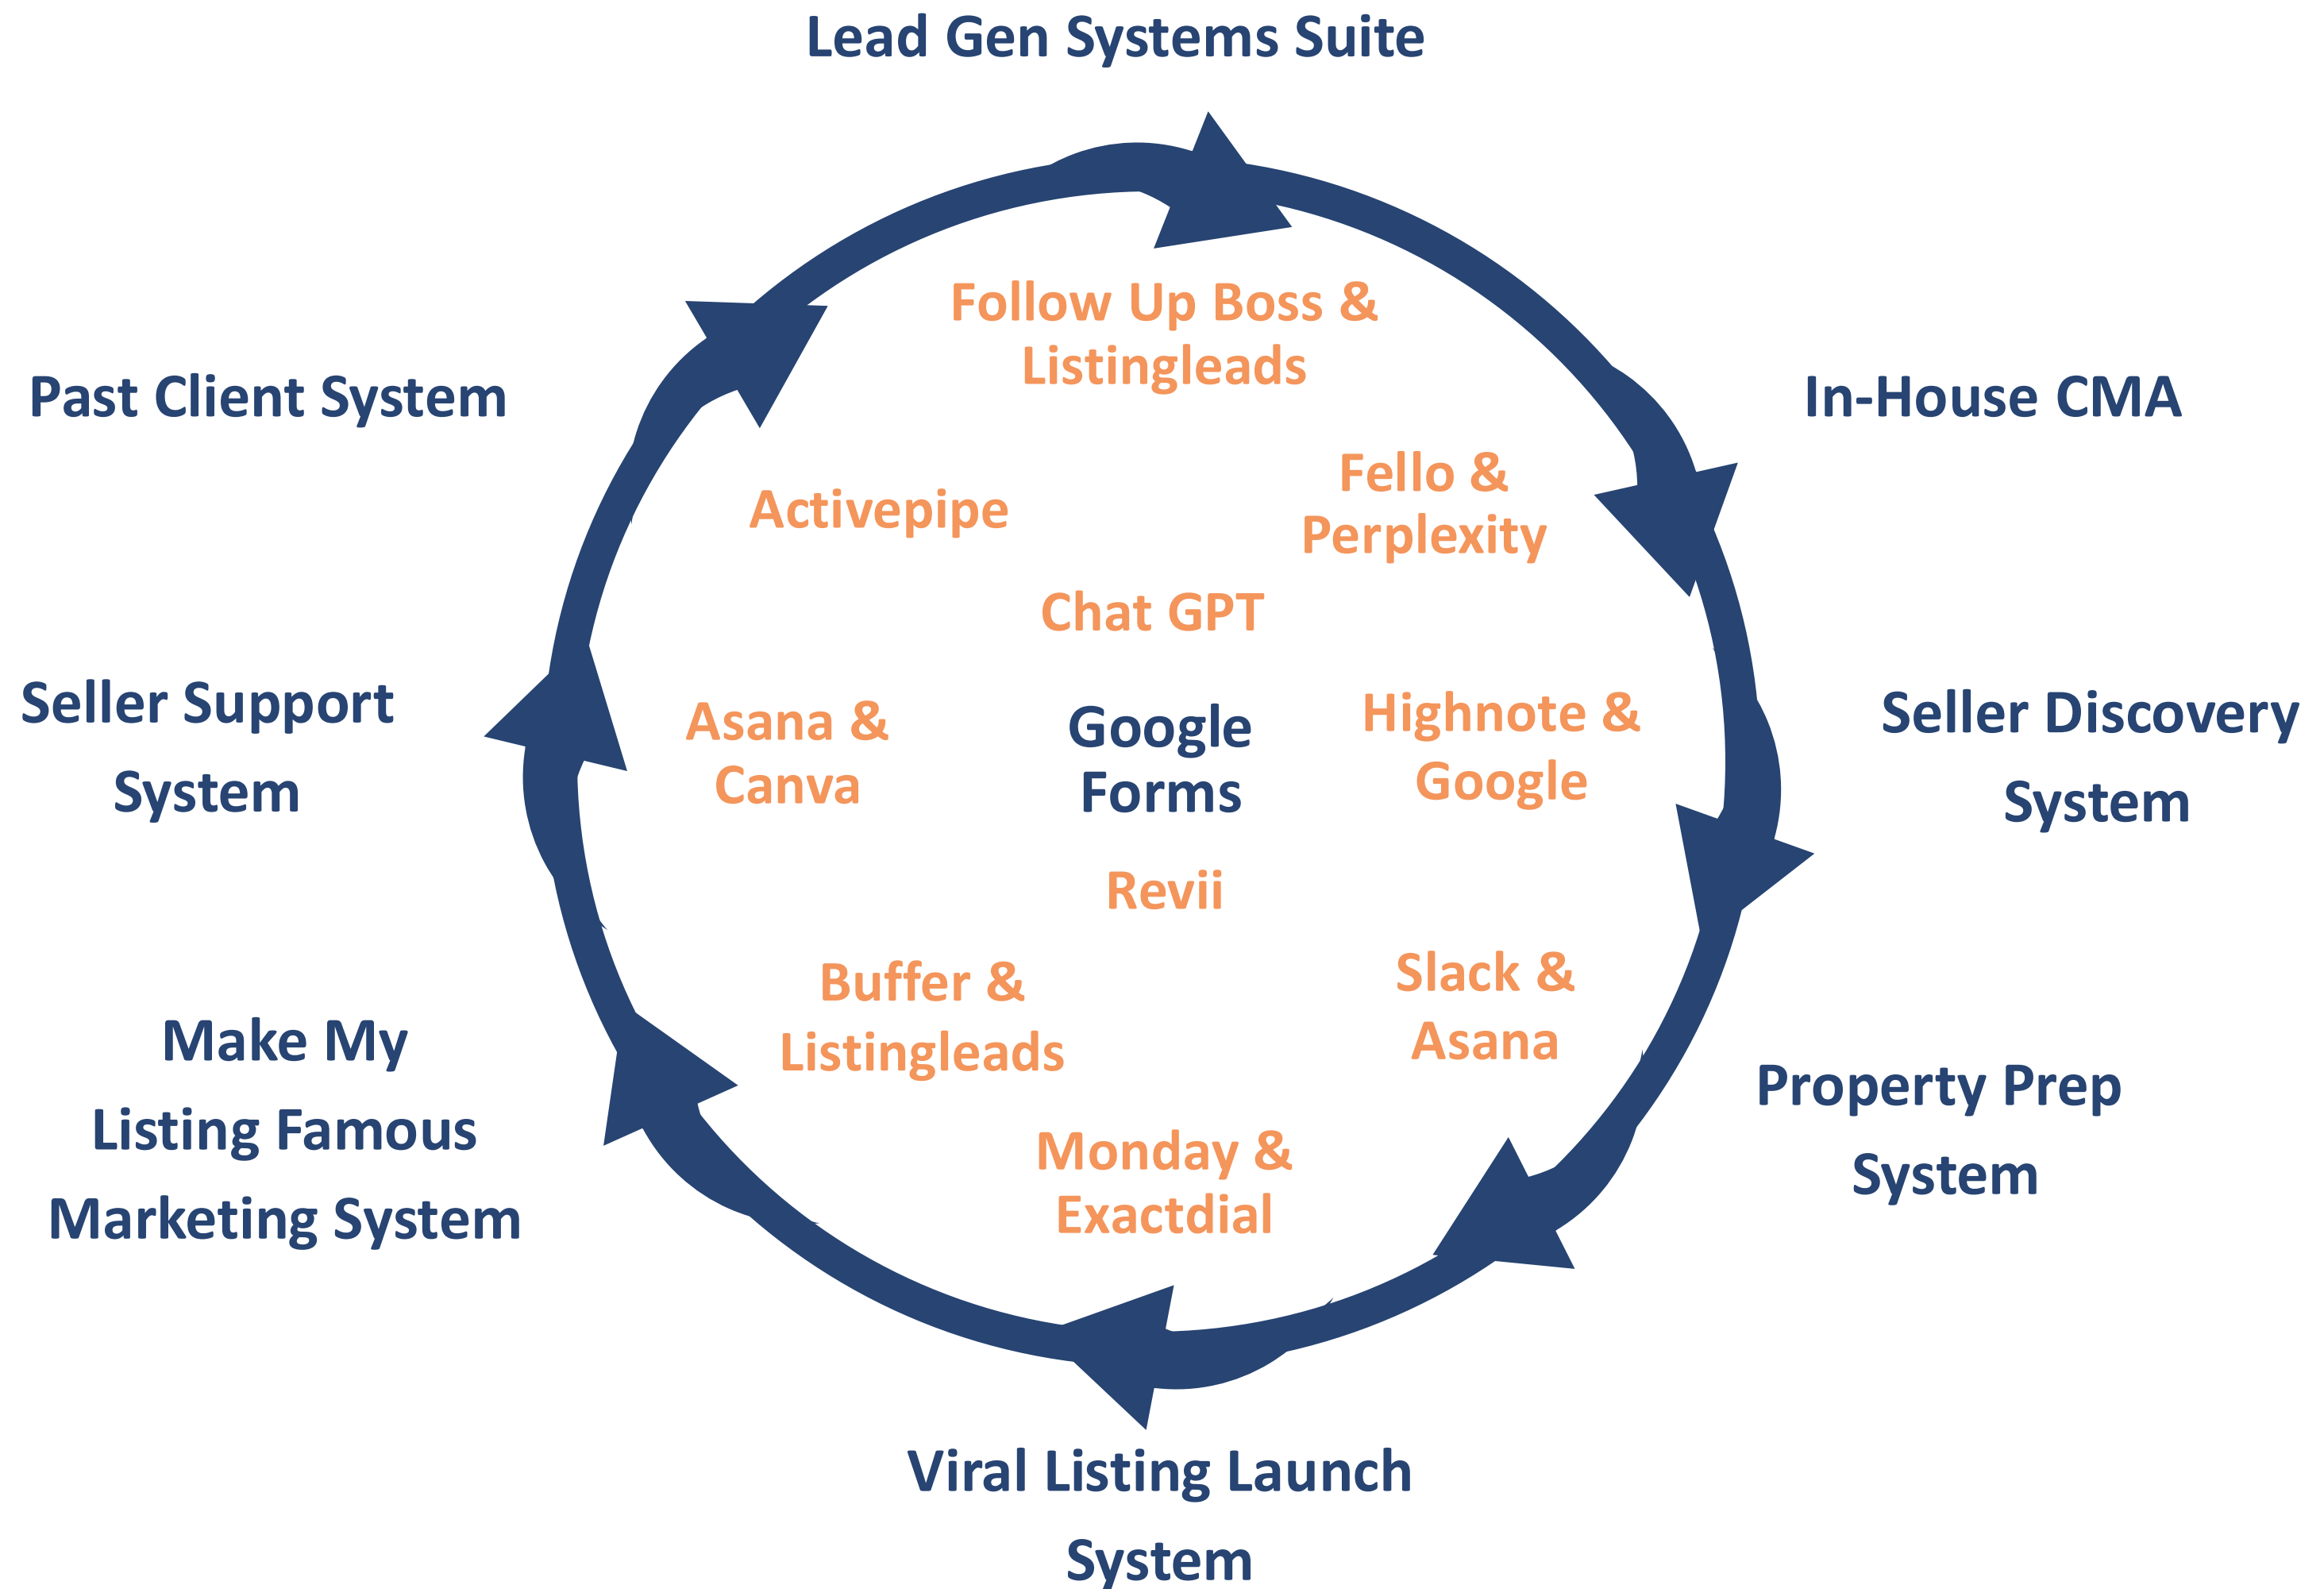 Lead Gen Systems Suite
Follow Up Boss &
Listingleads
Past Client System
In-House CMA
Activepipe
Fello &
Perplexity
Chat GPT
Seller Support
System
Asana &
Canva
Google
Forms
Highnote &
Google
Seller Discovery
System
Revii
Buffer &
Listingleads
Slack &
Asana
Make My
Listing Famous
Marketing System
Property Prep
System
Monday &
Exactdial
Viral Listing Launch
System